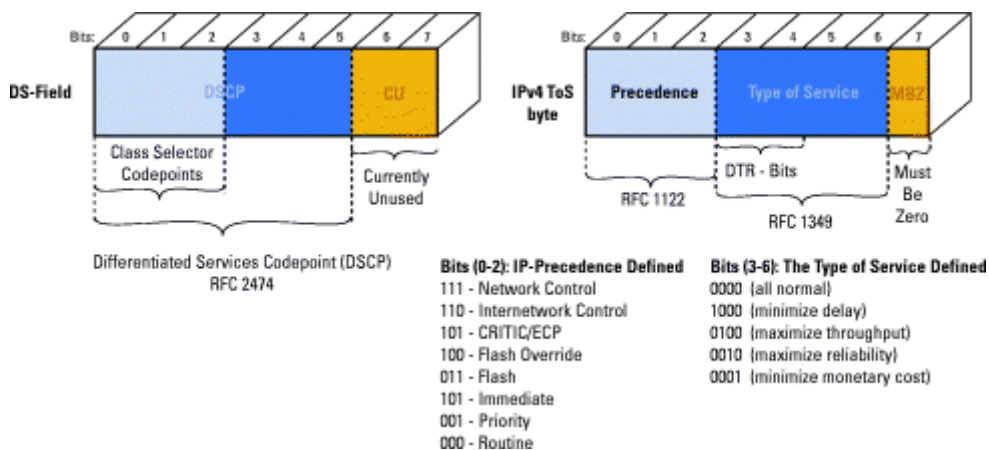 Bits: 0 1 2 3 4 5 6 7
DS-Field
DSCP
CU
Class Selector
Codepoints
Currently
Unused
Differentiated Services Codepoint (DSCP)
RFC 2474
Bits: 0 1 2 3 4 5 6 7
IPv4 ToS
byte
Precedence
Type of Service
MBZ
DTR - Bits
Must
Be
Zero
RFC 1122
RFC 1349
Bits (0-2): IP-Precedence Defined
111 - Network Control
110 - Internetwork Control
101 - CRITIC/ECP
100 - Flash Override
011 - Flash
101 - Immediate
001 - Priority
000 - Routine
Bits (3-6): The Type of Service Defined
0000 (all normal)
1000 (minimize delay)
0100 (maximize throughput)
0010 (maximize reliability)
0001 (minimize monetary cost)